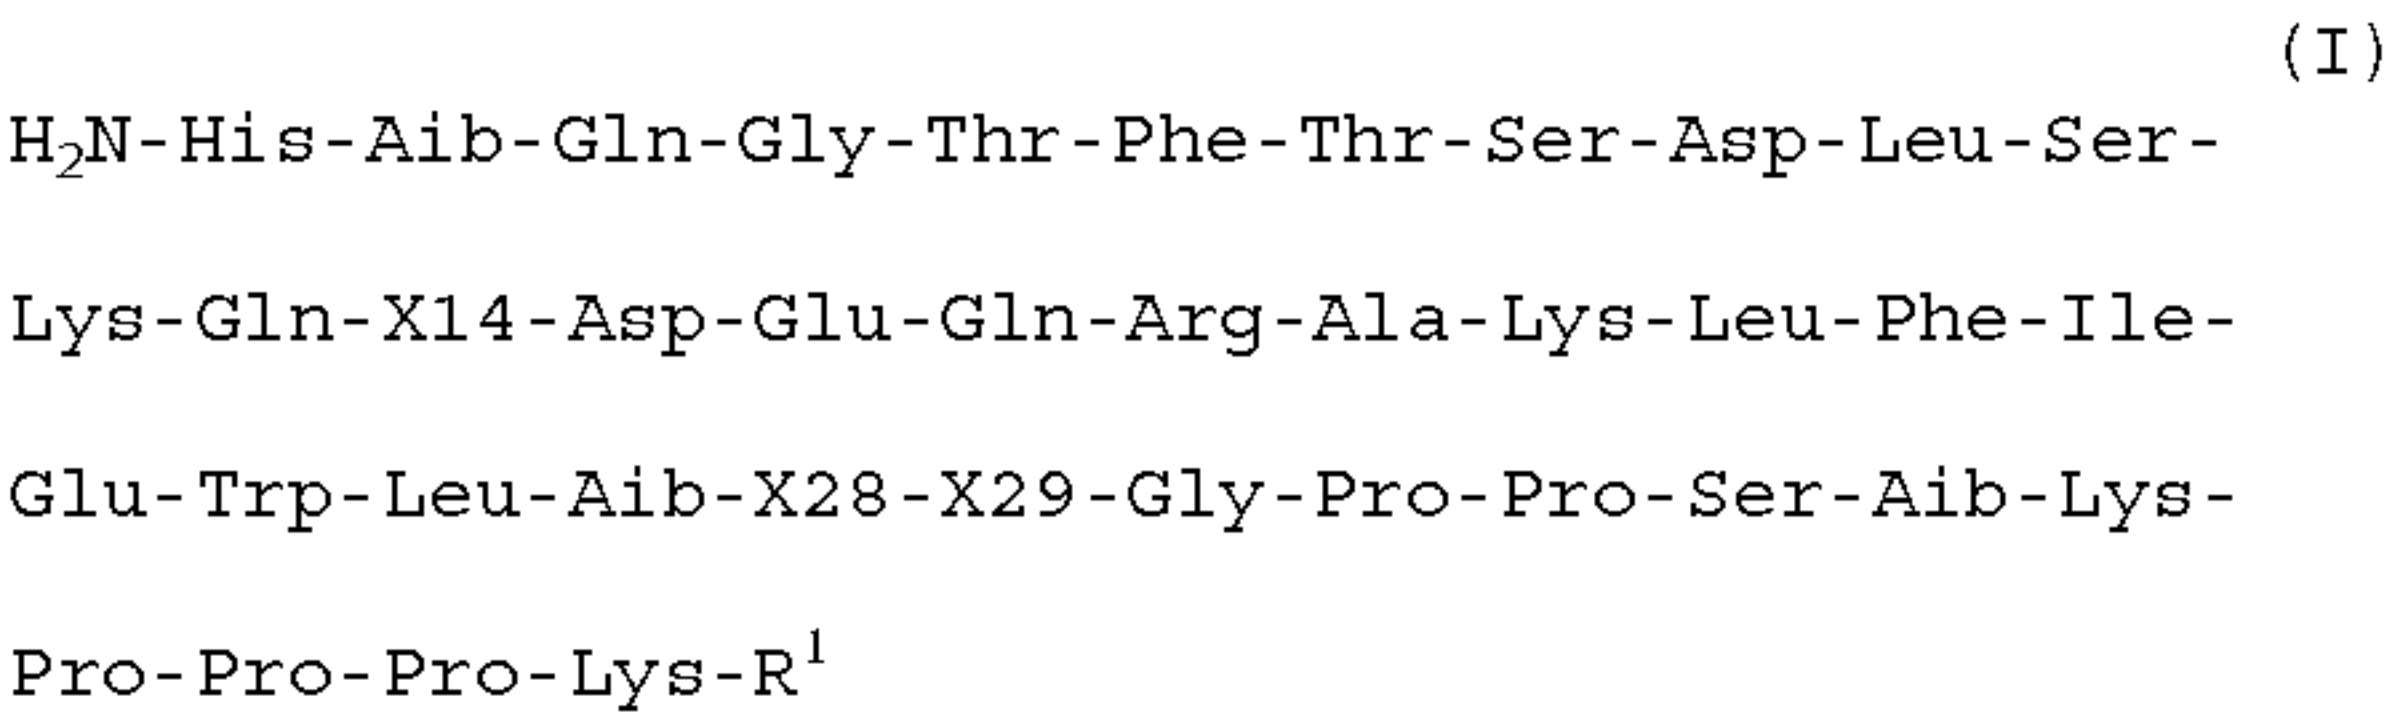 (I)
H₂N-His-Aib-Gln-Gly-Thr-Phe-Thr-Ser-Asp-Leu-Ser-
Lys-Gln-X14-Asp-Glu-Gln-Arg-Ala-Lys-Leu-Phe-Ile-
Glu-Trp-Leu-Aib-X28-X29-Gly-Pro-Pro-Ser-Aib-Lys-
Pro-Pro-Pro-Lys-R¹